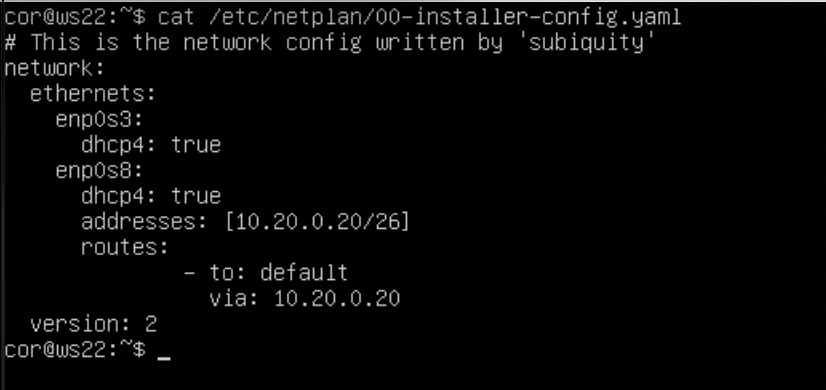 cor@ws22:~$ cat /etc/netplan/00-installer-config.yaml
# This is the network config written by 'subiquity'
network:
  ethernets:
    enp0s3:
      dhcp4: true
    enp0s8:
      dhcp4: true
      addresses: [10.20.0.20/26]
      routes:
              - to: default
                via: 10.20.0.20
  version: 2
cor@ws22:~$ _